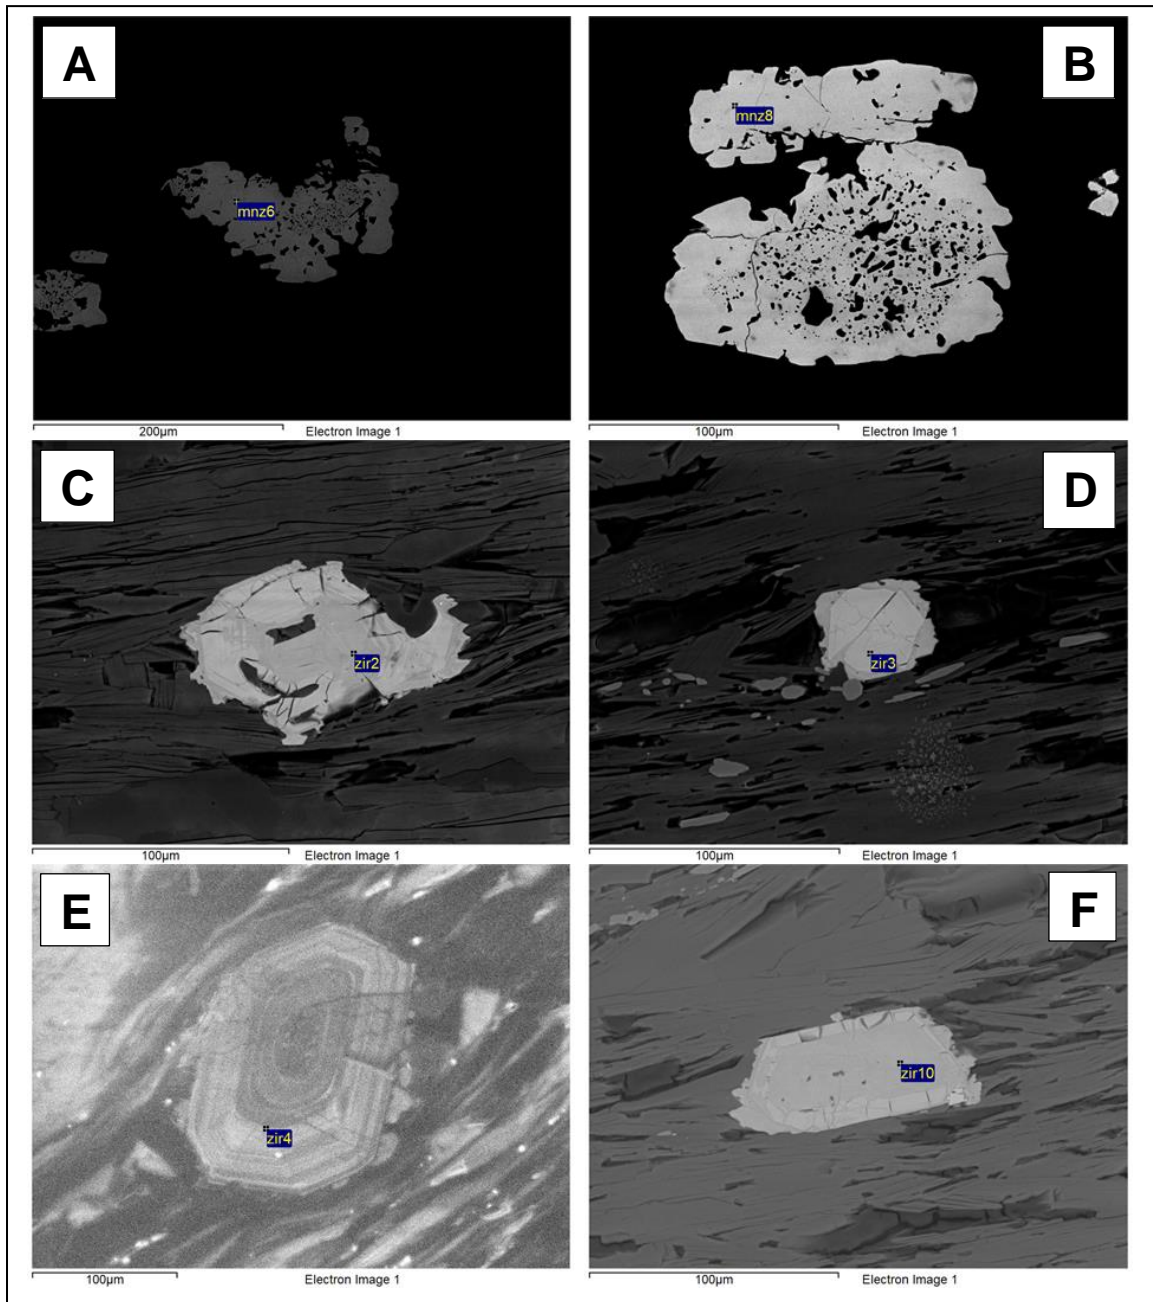 A
B
mnz6
mnz8
200µm Electron Image 1
100µm Electron Image 1
C
D
zir2
zir3
100µm Electron Image 1
100µm Electron Image 1
E
F
zir4
zir10
100µm Electron Image 1
100µm Electron Image 1